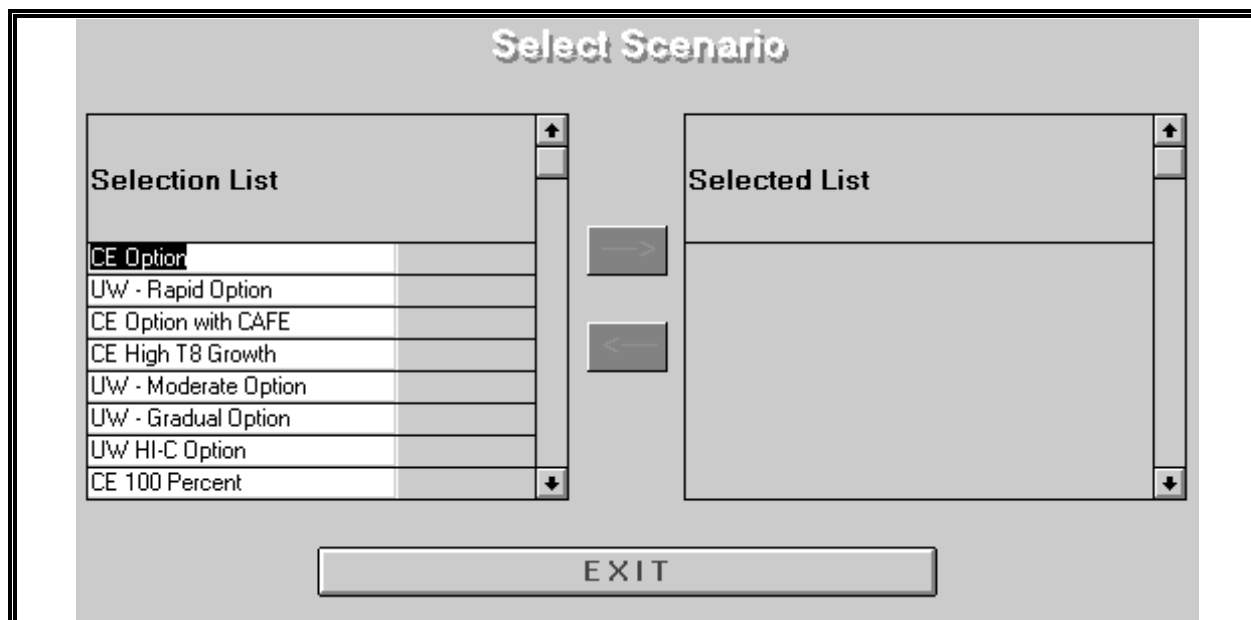 Select Scenario
Selection List
CE Option
UW - Rapid Option
CE Option with CAFE
CE High T8 Growth
UW - Moderate Option
UW - Gradual Option
UW HI-C Option
CE 100 Percent
-->
<--
Selected List
EXIT